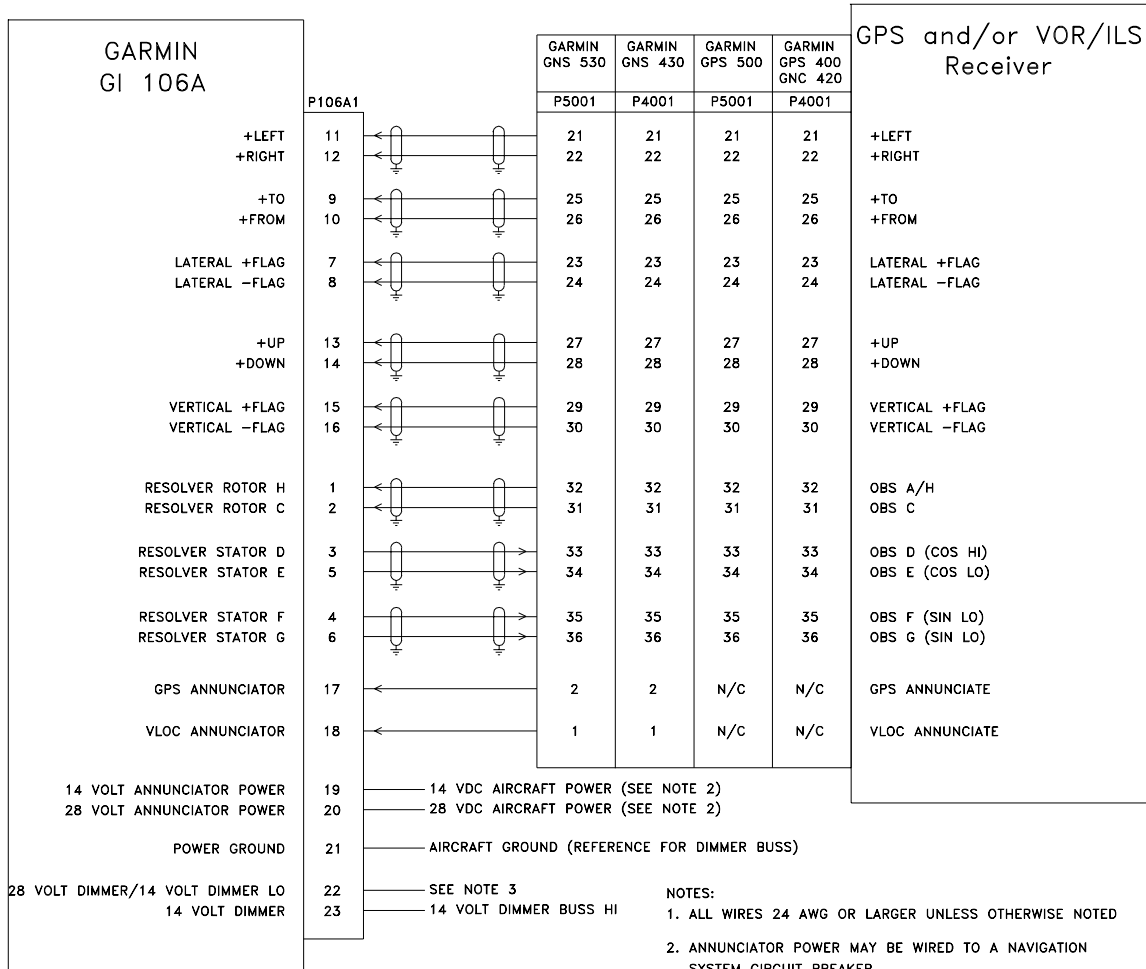 GARMIN
GI 106A
GPS and/or VOR/ILS
Receiver
GARMIN GNS 530 GARMIN GNS 430 GARMIN GPS 500 GARMIN GPS 400 GNC 420
P106A1 P5001 P4001 P5001 P4001
+LEFT 11 21 21 21 21 +LEFT
+RIGHT 12 22 22 22 22 +RIGHT
+TO 9 25 25 25 25 +TO
+FROM 10 26 26 26 26 +FROM
LATERAL +FLAG 7 23 23 23 23 LATERAL +FLAG
LATERAL −FLAG 8 24 24 24 24 LATERAL −FLAG
+UP 13 27 27 27 27 +UP
+DOWN 14 28 28 28 28 +DOWN
VERTICAL +FLAG 15 29 29 29 29 VERTICAL +FLAG
VERTICAL −FLAG 16 30 30 30 30 VERTICAL −FLAG
RESOLVER ROTOR H 1 32 32 32 32 OBS A/H
RESOLVER ROTOR C 2 31 31 31 31 OBS C
RESOLVER STATOR D 3 33 33 33 33 OBS D (COS HI)
RESOLVER STATOR E 5 34 34 34 34 OBS E (COS LO)
RESOLVER STATOR F 4 35 35 35 35 OBS F (SIN LO)
RESOLVER STATOR G 6 36 36 36 36 OBS G (SIN LO)
GPS ANNUNCIATOR 17 2 2 N/C N/C GPS ANNUNCIATE
VLOC ANNUNCIATOR 18 1 1 N/C N/C VLOC ANNUNCIATE
14 VOLT ANNUNCIATOR POWER 19 14 VDC AIRCRAFT POWER (SEE NOTE 2)
28 VOLT ANNUNCIATOR POWER 20 28 VDC AIRCRAFT POWER (SEE NOTE 2)
POWER GROUND 21 AIRCRAFT GROUND (REFERENCE FOR DIMMER BUSS)
28 VOLT DIMMER/14 VOLT DIMMER LO 22 SEE NOTE 3
14 VOLT DIMMER 23 14 VOLT DIMMER BUSS HI
NOTES:
1. ALL WIRES 24 AWG OR LARGER UNLESS OTHERWISE NOTED
2. ANNUNCIATOR POWER MAY BE WIRED TO A NAVIGATION
SYSTEM CIRCUIT BREAKER